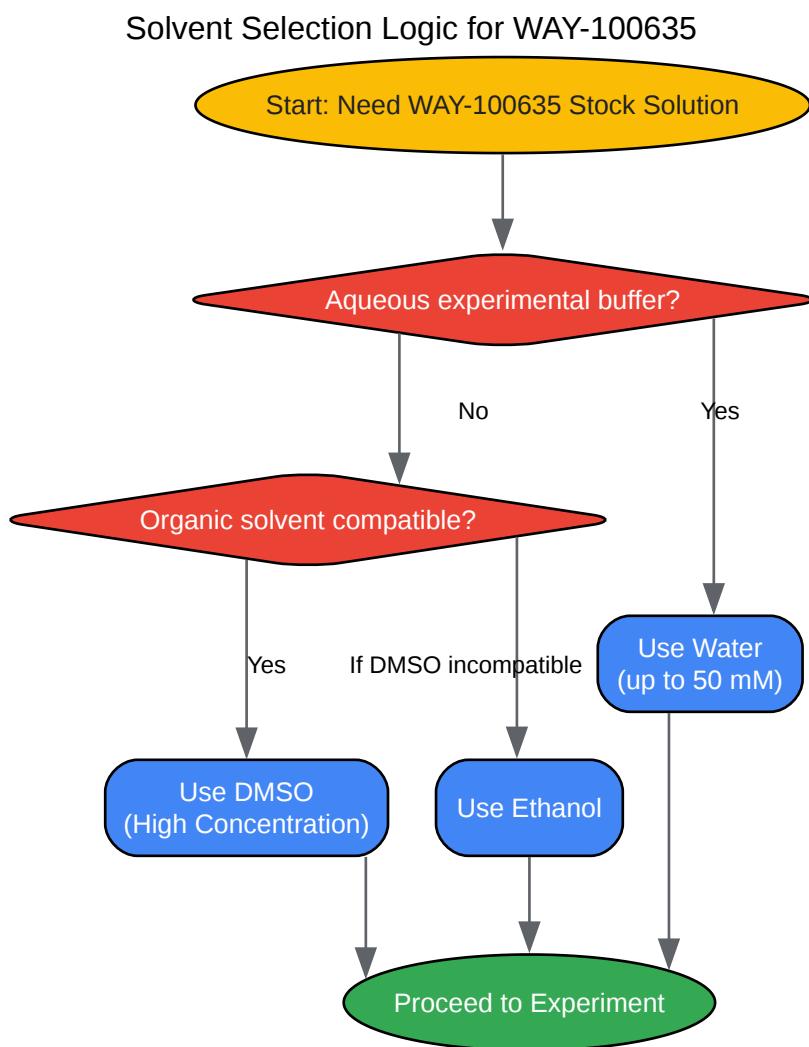 Solvent Selection Logic for WAY-100635
Start: Need WAY-100635 Stock Solution
Aqueous experimental buffer?
No
Yes
Organic solvent compatible?
Yes
If DMSO incompatible
Use Water
(up to 50 mM)
Use DMSO
(High Concentration)
Use Ethanol
Proceed to Experiment